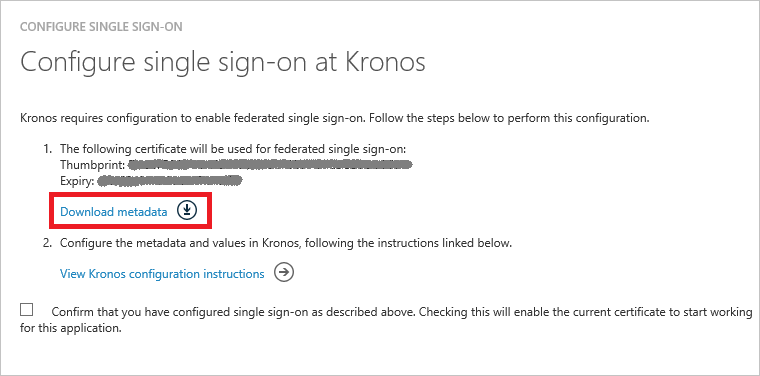 CONFIGURE SINGLE SIGN-ON
Configure single sign-on at Kronos
Kronos requires configuration to enable federated single sign-on. Follow the steps below to perform this configuration.
1. The following certificate will be used for federated single sign-on:
Thumbprint:
Expiry:
Download metadata
2. Configure the metadata and values in Kronos, following the instructions linked below.
View Kronos configuration instructions
Confirm that you have configured single sign-on as described above. Checking this will enable the current certificate to start working
for this application.